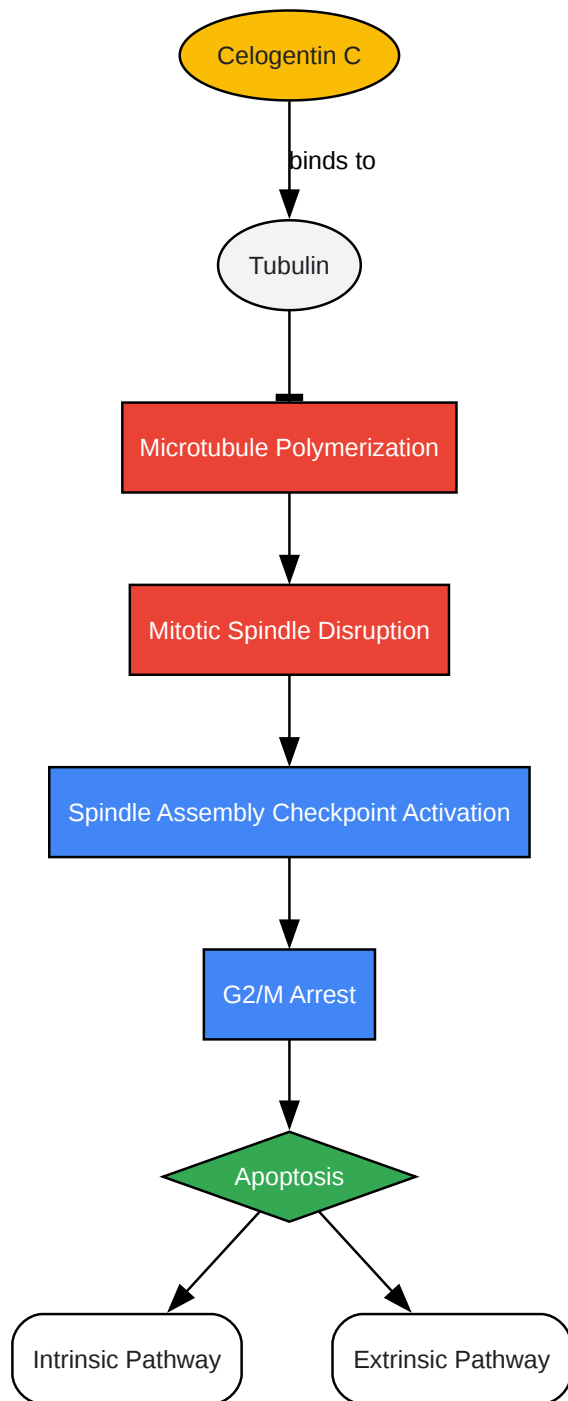 Celogentin C
binds to
Tubulin
Microtubule Polymerization
Mitotic Spindle Disruption
Spindle Assembly Checkpoint Activation
G2/M Arrest
Apoptosis
Intrinsic Pathway
Extrinsic Pathway